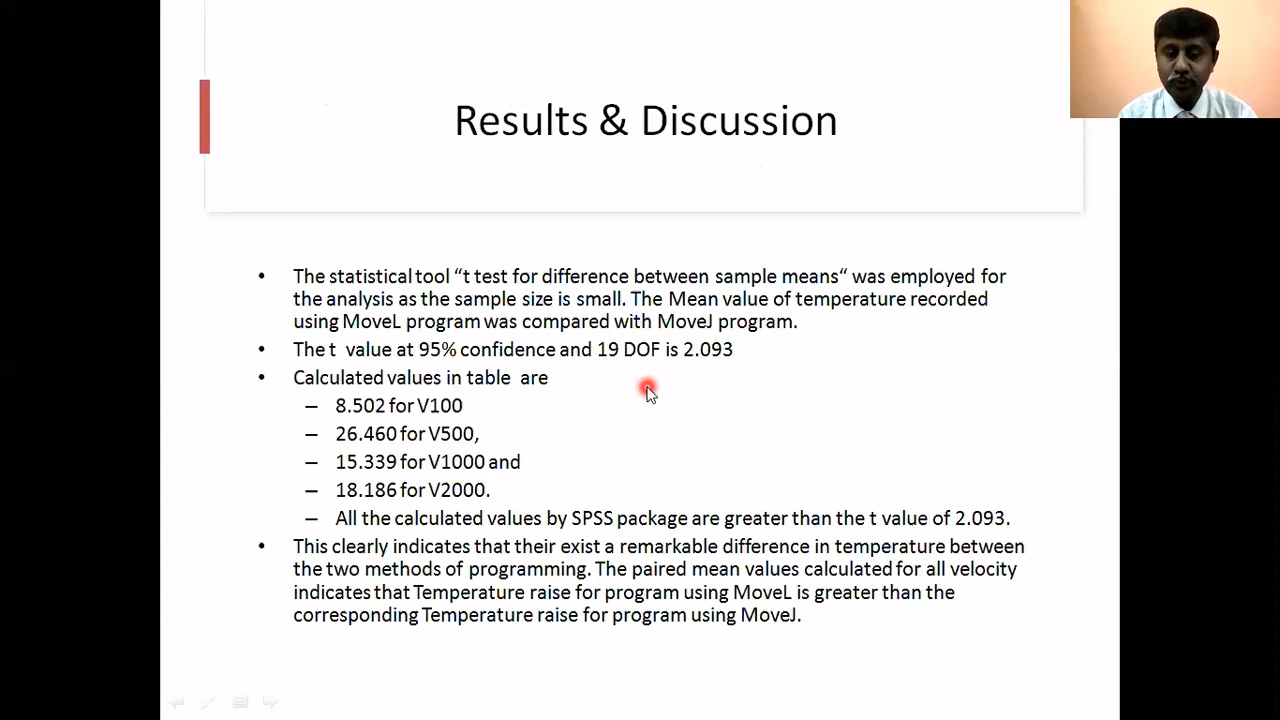 Results & Discussion
• The statistical tool “t test for difference between sample means“ was employed for
the analysis as the sample size is small. The Mean value of temperature recorded
using MoveL program was compared with MoveJ program.
• The t value at 95% confidence and 19 DOF is 2.093
• Calculated values in table are
– 8.502 for V100
– 26.460 for V500,
– 15.339 for V1000 and
– 18.186 for V2000.
– All the calculated values by SPSS package are greater than the t value of 2.093.
• This clearly indicates that their exist a remarkable difference in temperature between
the two methods of programming. The paired mean values calculated for all velocity
indicates that Temperature raise for program using MoveL is greater than the
corresponding Temperature raise for program using MoveJ.